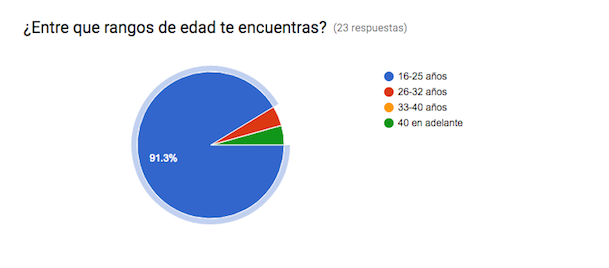 ¿Entre que rangos de edad te encuentras? (23 respuestas)
16-25 años
26-32 años
33-40 años
40 en adelante
91.3%